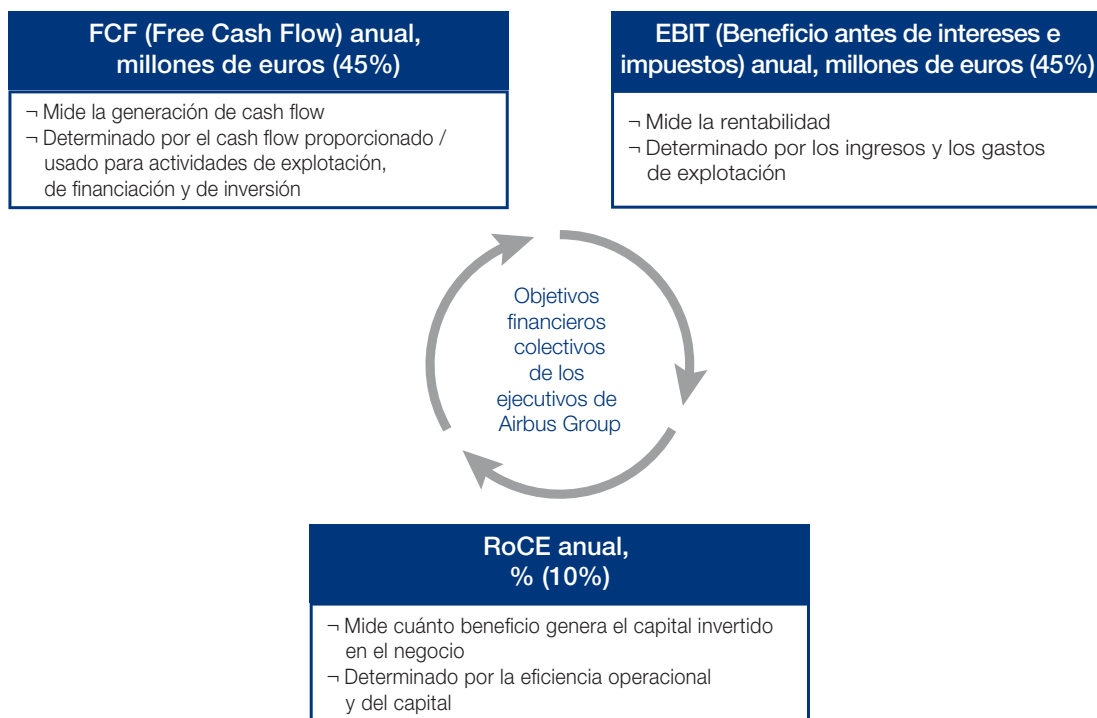 FCF (Free Cash Flow) anual,
millones de euros (45%)
¬ Mide la generación de cash flow
¬ Determinado por el cash flow proporcionado /
usado para actividades de explotación,
de financiación y de inversión
EBIT (Beneficio antes de intereses e
impuestos) anual, millones de euros (45%)
¬ Mide la rentabilidad
¬ Determinado por los ingresos y los gastos
de explotación
Objetivos
financieros
colectivos
de los
ejecutivos de
Airbus Group
RoCE anual,
% (10%)
¬ Mide cuánto beneficio genera el capital invertido
en el negocio
¬ Determinado por la eficiencia operacional
y del capital